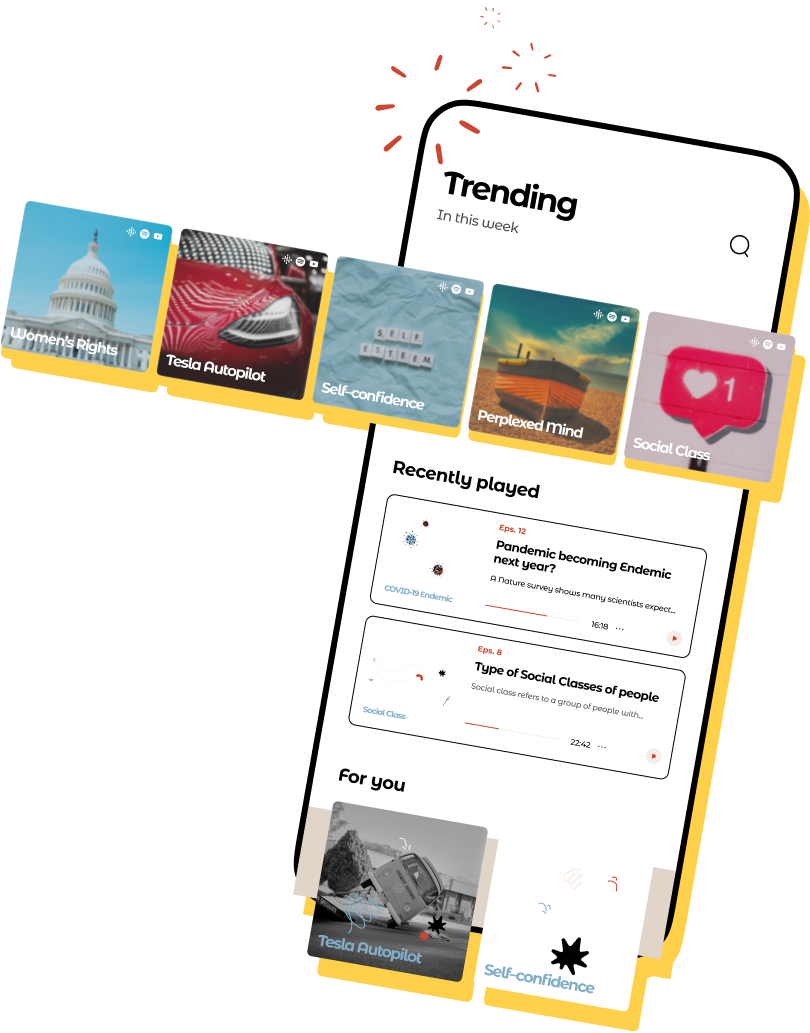 Trending
In this week
Women's Rights
Tesla Autopilot
SELF
ESTEEM
Self-confidence
Perplexed Mind
1
Social Class
Recently played
Eps. 12
Pandemic becoming Endemic
next year?
A Nature survey shows many scientists expect...
COVID-19 Endemic
16:18 ...
Eps. 8
Type of Social Classes of people
Social class refers to a group of people with...
Social Class
22:42 ...
For you
Tesla Autopilot
Self-confidence